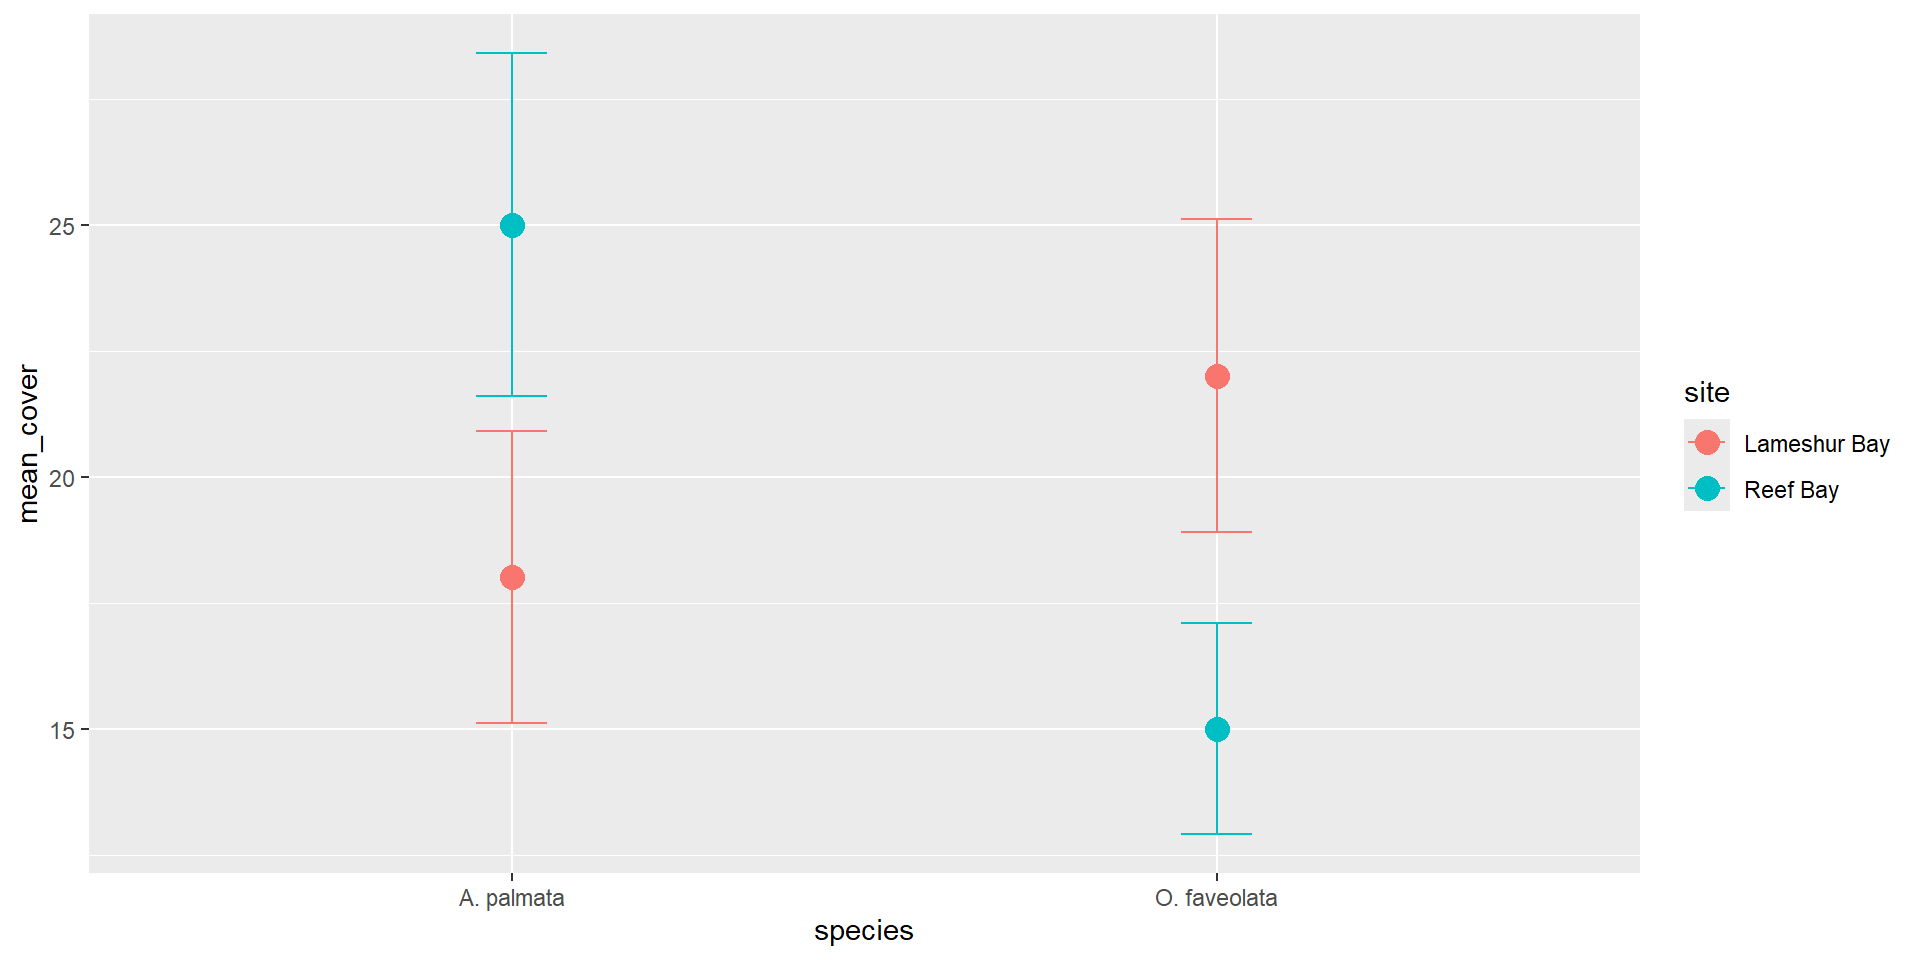 mean_cover
25
20
15
A. palmata
O. faveolata
species
site
Lameshur Bay
Reef Bay